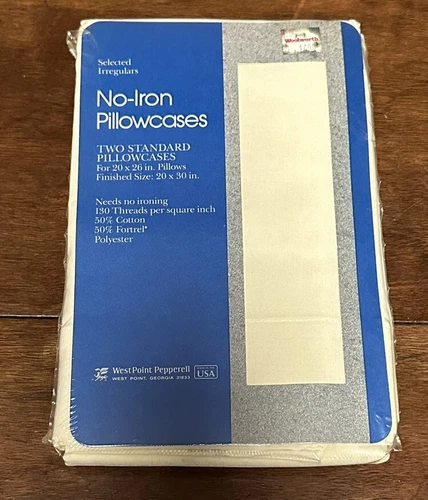 Woolworth
Selected
Irregulars
No-Iron
Pillowcases
TWO STANDARD
PILLOWCASES
For 20 x 26 in. Pillows
Finished Size: 20 x 30 in.
Needs no ironing
130 Threads per square inch
50% Cotton
50% Fortrel*
Polyester
WestPoint Pepperell
WEST POINT, GEORGIA 31833
USA